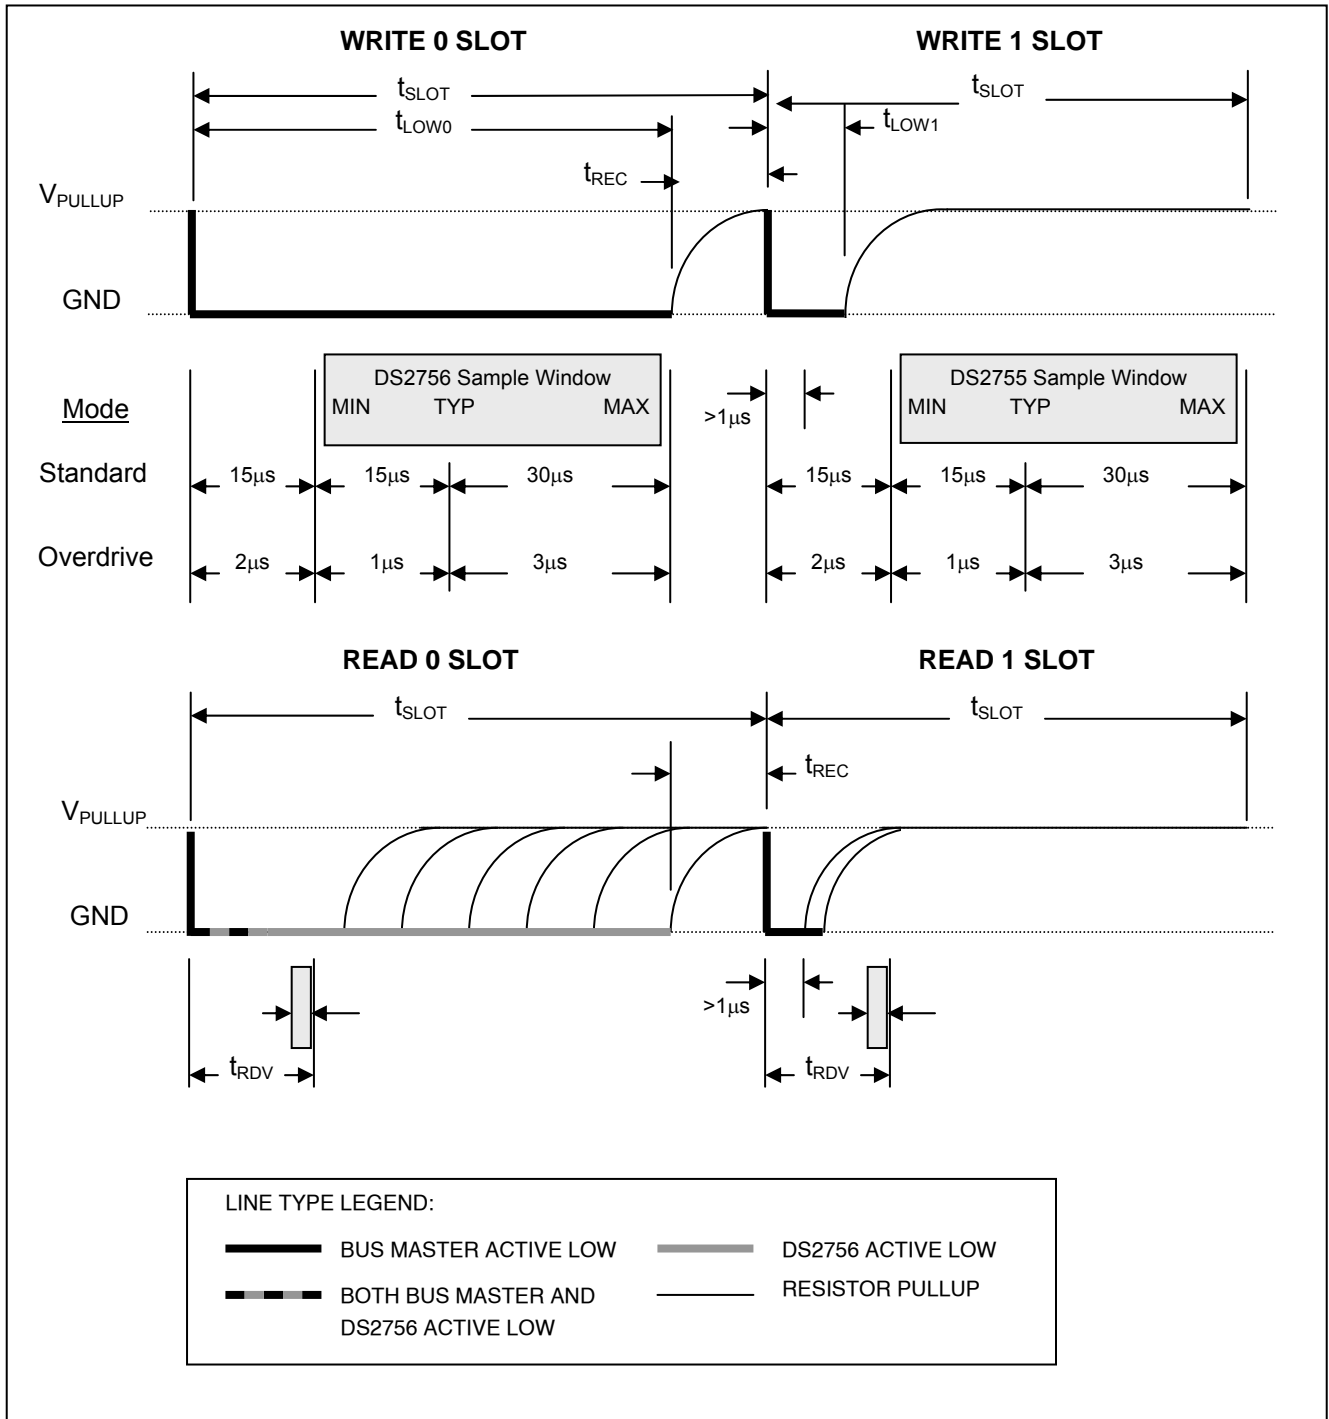 WRITE 0 SLOT WRITE 1 SLOT
tSLOT tSLOT
tLOW0 tLOW1
tREC
VPULLUP
GND
DS2756 Sample Window DS2755 Sample Window
MIN TYP MAX MIN TYP MAX
Mode >1μs
Standard 15μs 15μs 30μs 15μs 15μs 30μs
Overdrive 2μs 1μs 3μs 2μs 1μs 3μs
READ 0 SLOT READ 1 SLOT
tSLOT tSLOT
tREC
VPULLUP
GND
>1μs
tRDV tRDV
LINE TYPE LEGEND:
BUS MASTER ACTIVE LOW DS2756 ACTIVE LOW
BOTH BUS MASTER AND RESISTOR PULLUP
DS2756 ACTIVE LOW